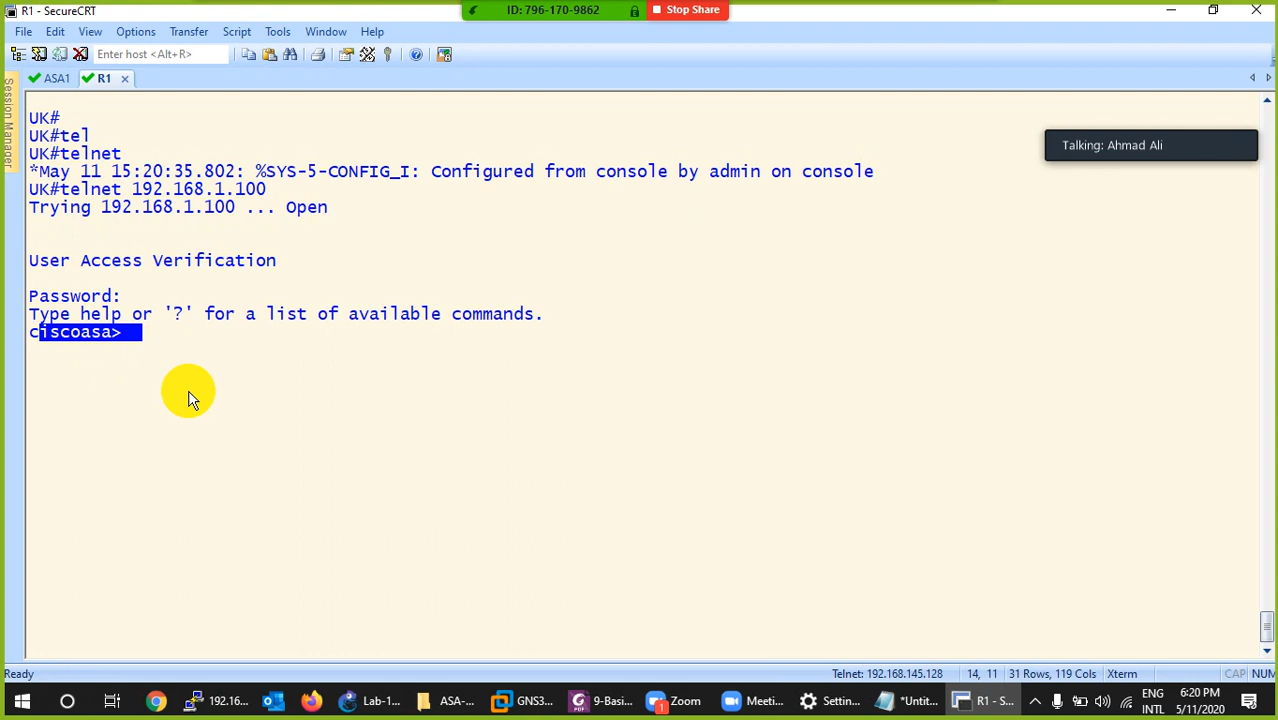 R1 - SecureCRT
ID: 796-170-9862
Stop Share
File Edit View Options Transfer Script Tools Window Help
Enter host <Alt+R>
ASA1 R1
Session Manager
UK#
UK#tel
UK#telnet
*May 11 15:20:35.802: %SYS-5-CONFIG_I: Configured from console by admin on console
UK#telnet 192.168.1.100
Trying 192.168.1.100 ... Open
User Access Verification
Password:
Type help or '?' for a list of available commands.
ciscoasa>
Talking: Ahmad Ali
Ready Telnet: 192.168.145.128 14, 11 31 Rows, 119 Cols Xterm CAP NUM
192.16... Lab-1... ASA-... GNS3... 9-Basi... Zoom Meeti... Settin... *Untit... R1 - S...
1
ENG
INTL
6:20 PM
5/11/2020